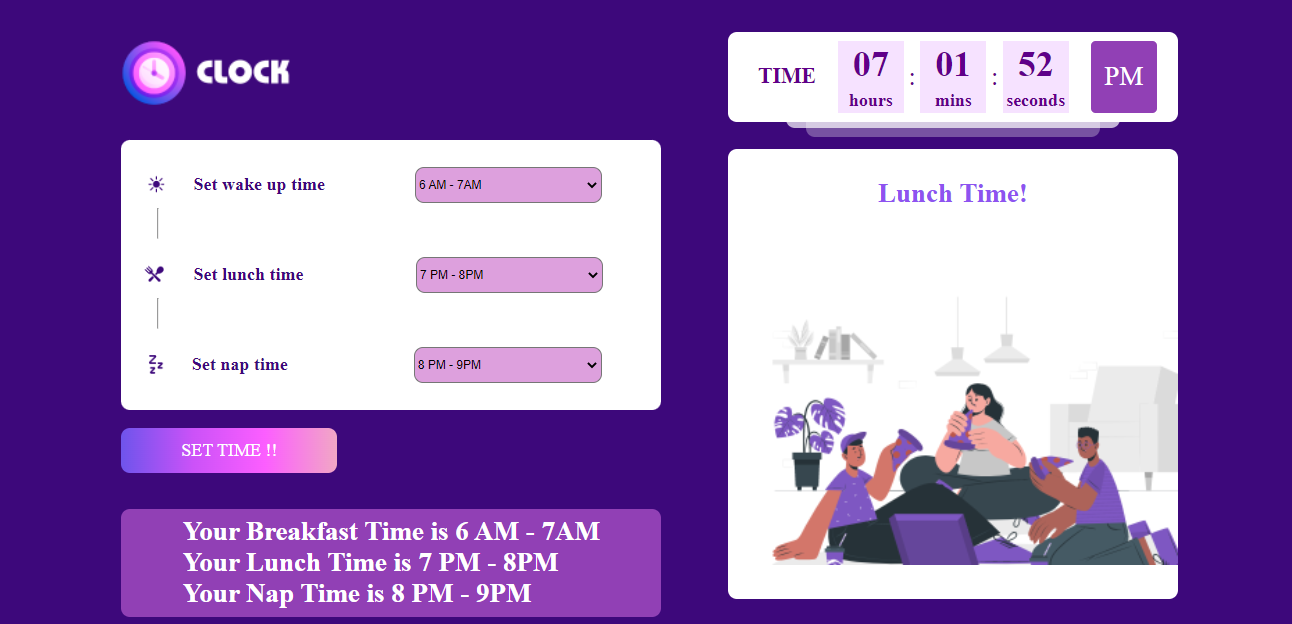 CLOCK
Set wake up time
6 AM - 7AM
Set lunch time
7 PM - 8PM
Set nap time
8 PM - 9PM
SET TIME !!
Your Breakfast Time is 6 AM - 7AM
Your Lunch Time is 7 PM - 8PM
Your Nap Time is 8 PM - 9PM
TIME
07 : 01 : 52
hours mins seconds
PM
Lunch Time!